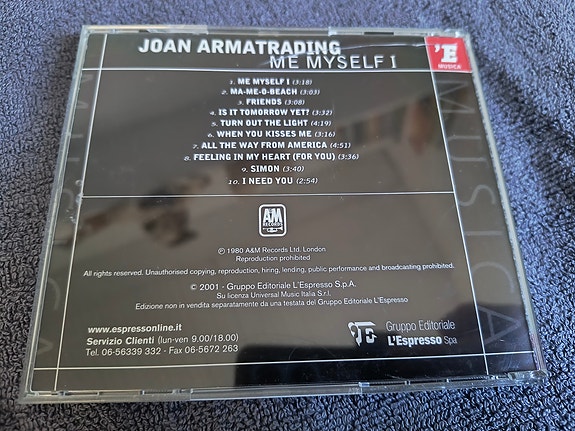 JOAN ARMATRADING
ME MYSELF I
'E
MUSICA
1. ME MYSELF I (3:18)
2. MA-ME-O-BEACH (3:03)
3. FRIENDS (3:08)
4. IS IT TOMORROW YET? (3:32)
5. TURN OUT THE LIGHT (4:19)
6. WHEN YOU KISSES ME (3:16)
7. ALL THE WAY FROM AMERICA (4:51)
8. FEELING IN MY HEART (FOR YOU) (3:36)
9. SIMON (3:40)
10. I NEED YOU (2:54)
MUSICA
MUSICA
A&M
RECORDS
℗ 1980 A&M Records Ltd. London.
Reproduction prohibited
All rights reserved. Unauthorised copying, reproduction, hiring, lending, public performance and broadcasting prohibited.
© 2001 - Gruppo Editoriale L'Espresso S.p.A.
Su licenza Universal Music Italia S.r.l.
Edizione non in vendita separatamente da una testata del Gruppo Editoriale L'Espresso
www.espressonline.it
Servizio Clienti (lun-ven 9.00/18.00)
Tel. 06-56339 332 - Fax 06-5672 263
Gruppo Editoriale
L'Espresso Spa